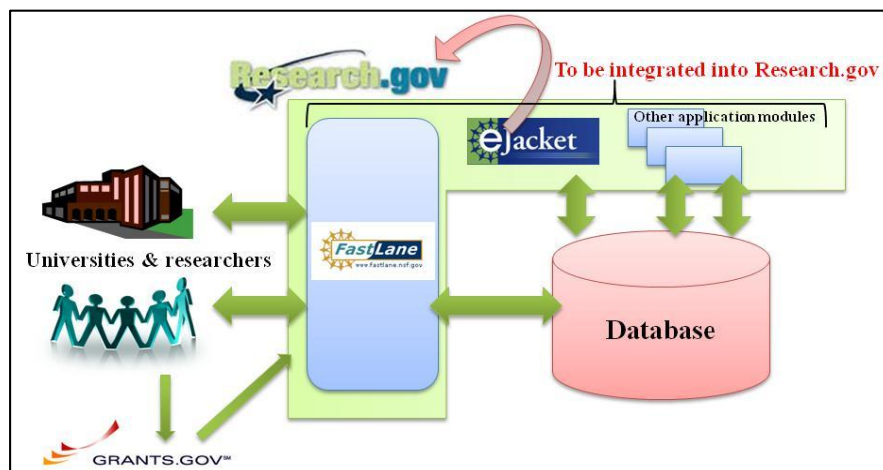 Research.gov
To be integrated into Research.gov
eJacket
Other application modules
FastLane
www.fastlane.nsf.gov
Universities & researchers
Database
GRANTS.GOV℠